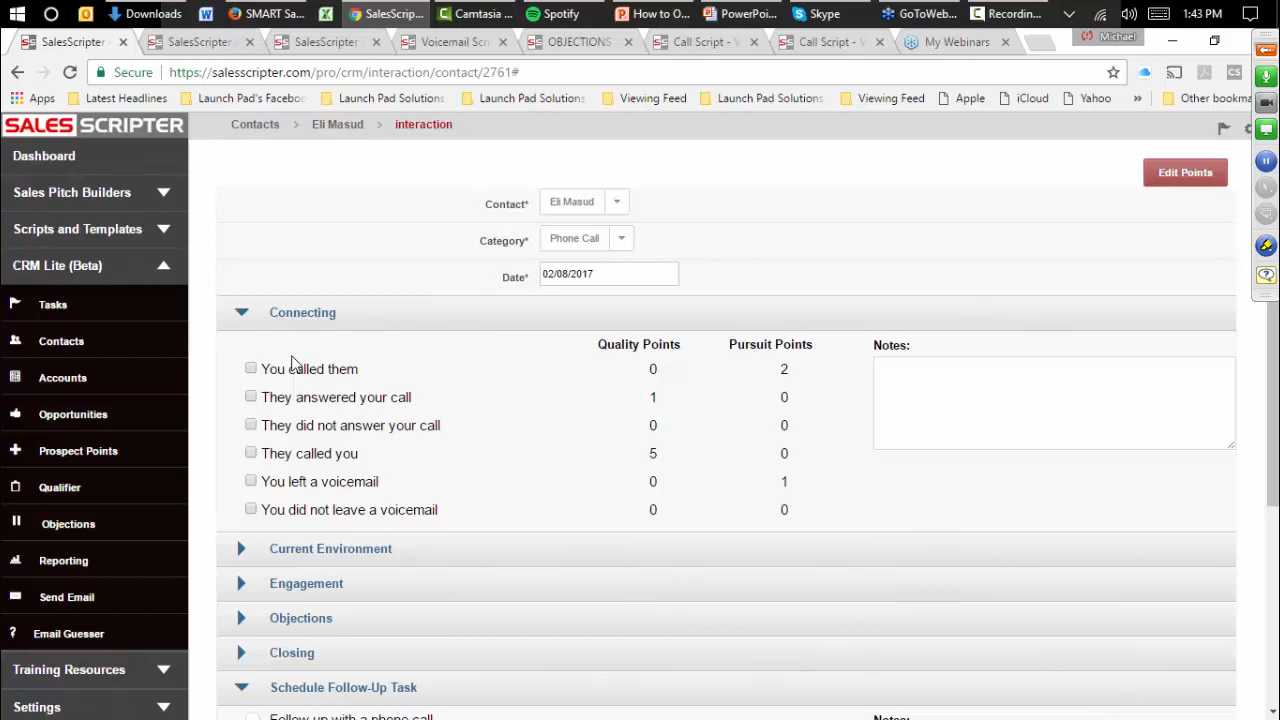 Downloads
SMART Sa...
SalesScrip...
Camtasia ...
Spotify
How to O...
PowerPoi...
Skype
GoToWeb...
Recordin...
1:43 PM
SalesScripter
SalesScripter
SalesScripter
Voicemail Scri
OBJECTIONS
Call Script - V
Call Script - V
My Webinars
Michael
Secure
https://salesscripter.com/pro/crm/interaction/contact/2761#
CS
Apps
Latest Headlines
Launch Pad's Facebo
Launch Pad Solutions
Launch Pad Solutions
Viewing Feed
Launch Pad Solutions
Viewing Feed
Apple
iCloud
Yahoo
»
Other bookma
SALES SCRIPTER
Contacts > Eli Masud > interaction
Dashboard
Sales Pitch Builders
Scripts and Templates
CRM Lite (Beta)
Tasks
Contacts
Accounts
Opportunities
Prospect Points
Qualifier
Objections
Reporting
Send Email
Email Guesser
Training Resources
Settings
Edit Points
Contact* Eli Masud
Category* Phone Call
Date* 02/08/2017
Connecting
Quality Points Pursuit Points Notes:
You called them 0 2
They answered your call 1 0
They did not answer your call 0 0
They called you 5 0
You left a voicemail 0 1
You did not leave a voicemail 0 0
Current Environment
Engagement
Objections
Closing
Schedule Follow-Up Task
Follow up with a phone call
Notes: